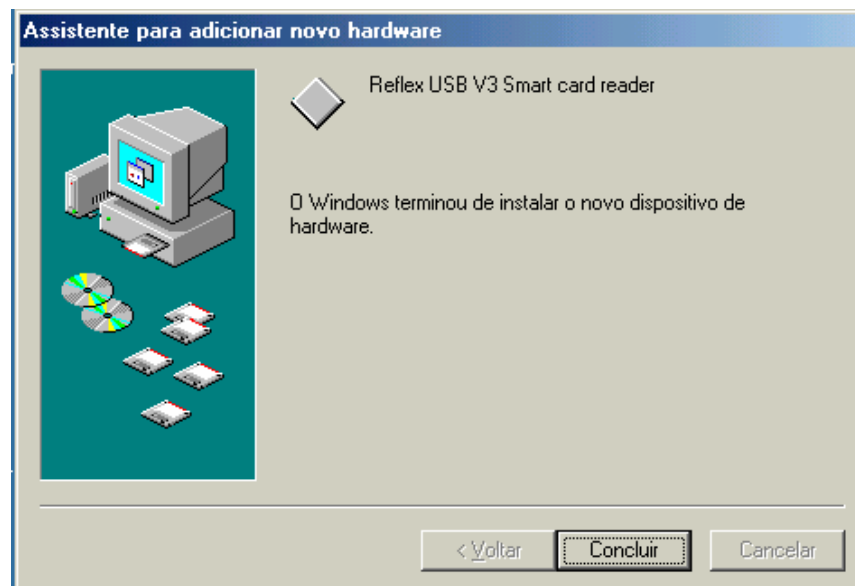 Assistente para adicionar novo hardware
Reflex USB V3 Smart card reader
O Windows terminou de instalar o novo dispositivo de
hardware.
< Voltar
Concluir
Cancelar